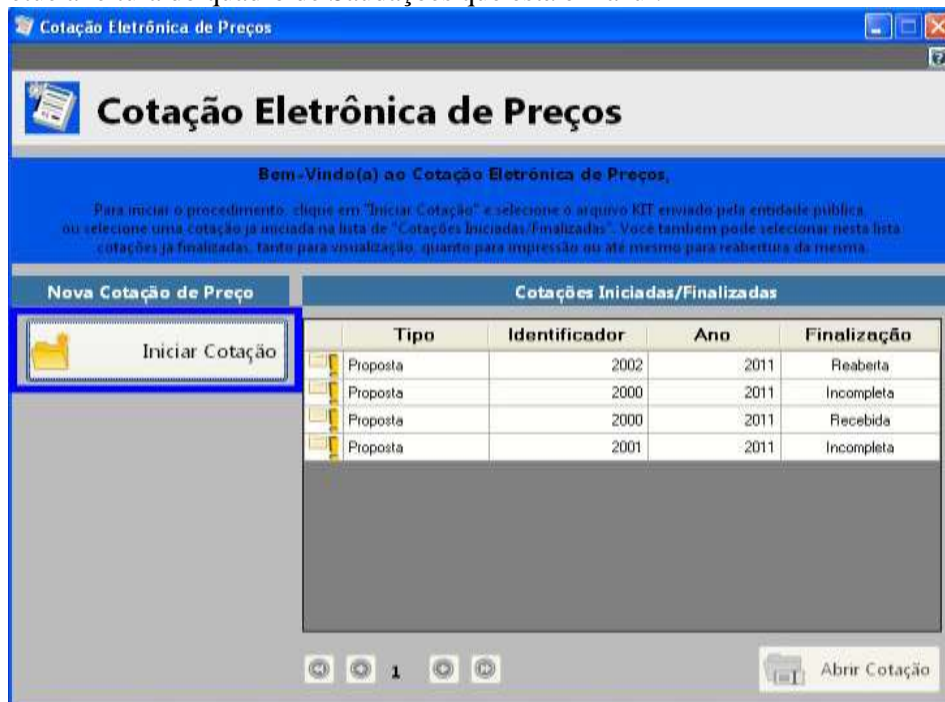 Cotação Eletrônica de Preços
Cotação Eletrônica de Preços
Bem-Vindo(a) ao Cotação Eletrônica de Preços,
Para iniciar o procedimento, clique em "Iniciar Cotação" e selecione o arquivo KIT enviado pela entidade pública,
ou selecione uma cotação já iniciada na lista de "Cotações Iniciadas/Finalizadas". Você também pode selecionar nesta lista
cotações já finalizadas, tanto para visualização, quanto para impressão ou até mesmo para reabertura da mesma.
Nova Cotação de Preço
Cotações Iniciadas/Finalizadas
Iniciar Cotação
Tipo Identificador Ano Finalização
Proposta 2002 2011 Reaberta
Proposta 2000 2011 Incompleta
Proposta 2000 2011 Recebida
Proposta 2001 2011 Incompleta
1
Abrir Cotação